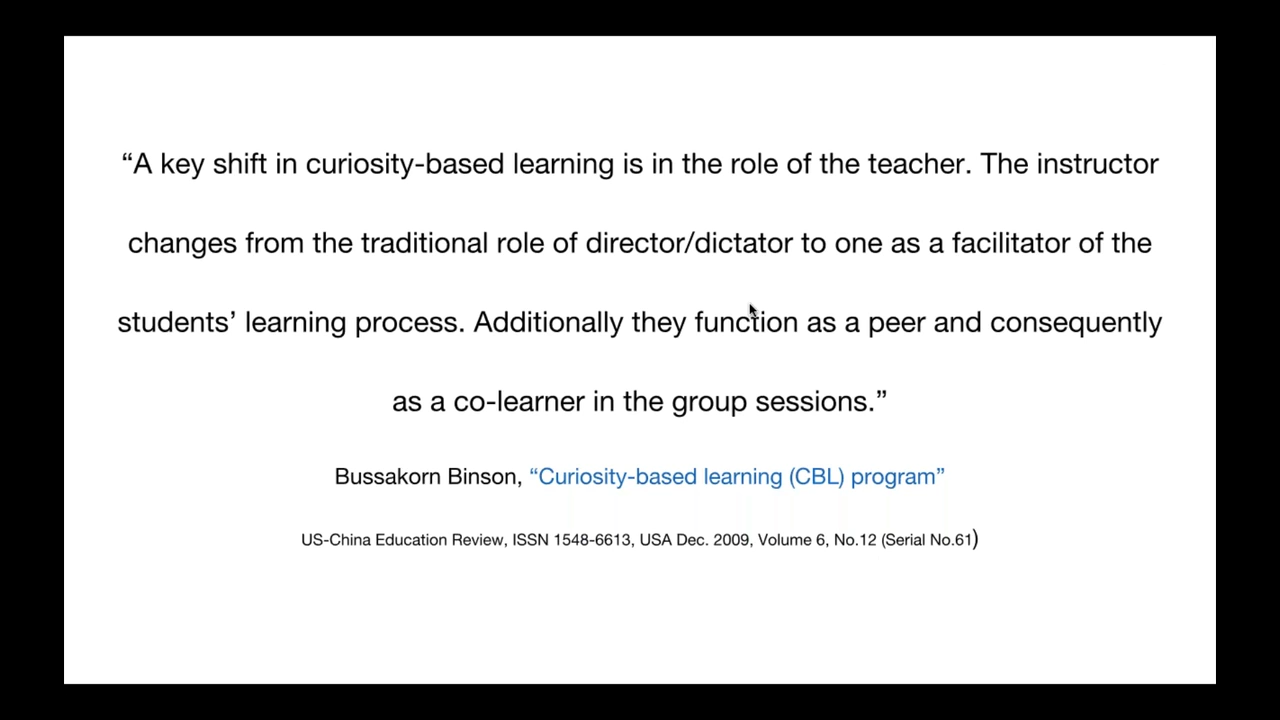 “A key shift in curiosity-based learning is in the role of the teacher. The instructor
changes from the traditional role of director/dictator to one as a facilitator of the
students’ learning process. Additionally they function as a peer and consequently
as a co-learner in the group sessions.”
Bussakorn Binson, “Curiosity-based learning (CBL) program”
US-China Education Review, ISSN 1548-6613, USA Dec. 2009, Volume 6, No.12 (Serial No.61)